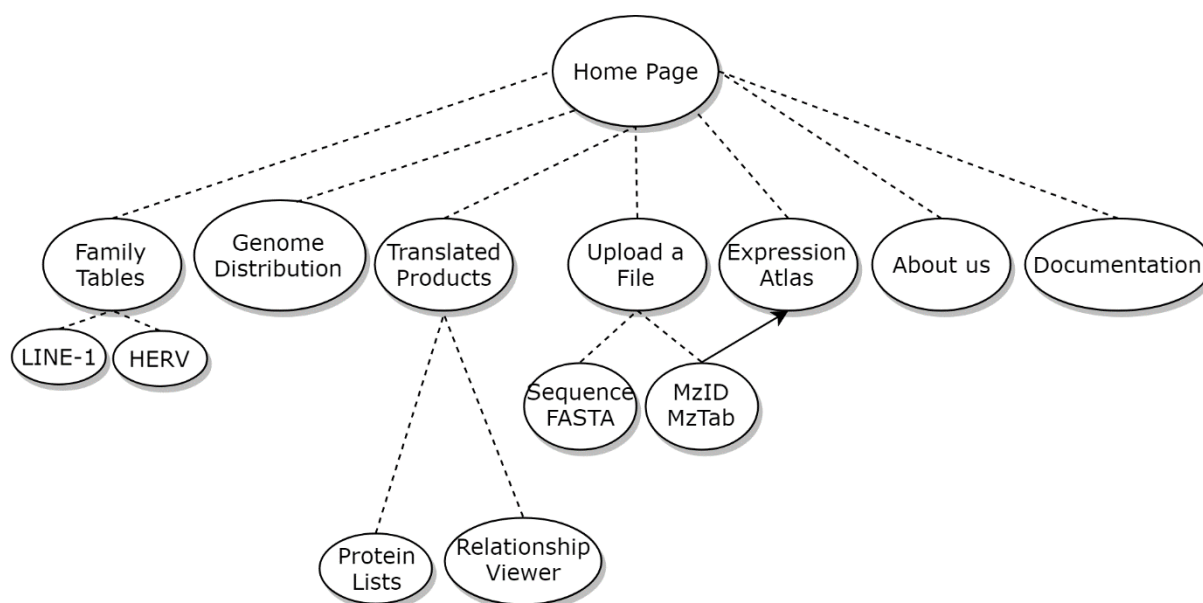 Home Page
Family
Tables
Genome
Distribution
Translated
Products
Upload a
File
Expression
Atlas
About us
Documentation
LINE-1
HERV
Sequence
FASTA
MzID
MzTab
Protein
Lists
Relationship
Viewer